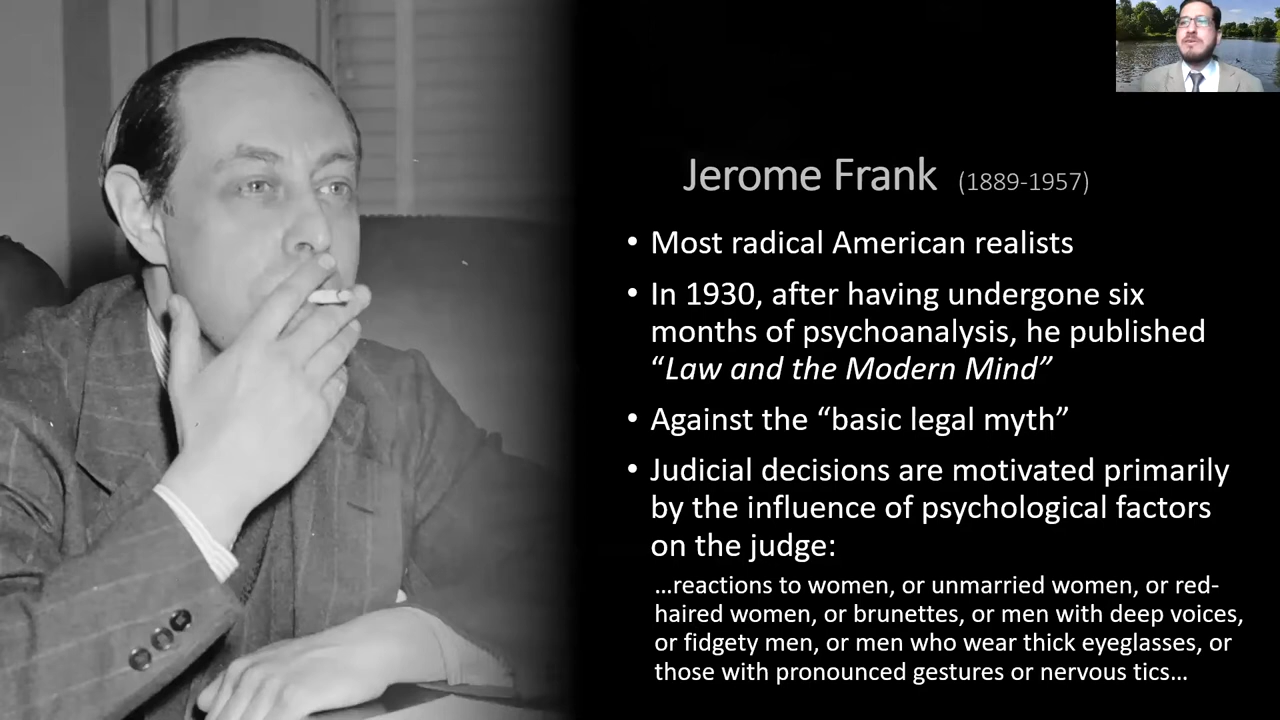 Jerome Frank (1889-1957)
• Most radical American realists
• In 1930, after having undergone six
months of psychoanalysis, he published
“Law and the Modern Mind”
• Against the “basic legal myth”
• Judicial decisions are motivated primarily
by the influence of psychological factors
on the judge:
…reactions to women, or unmarried women, or red-
haired women, or brunettes, or men with deep voices,
or fidgety men, or men who wear thick eyeglasses, or
those with pronounced gestures or nervous tics…